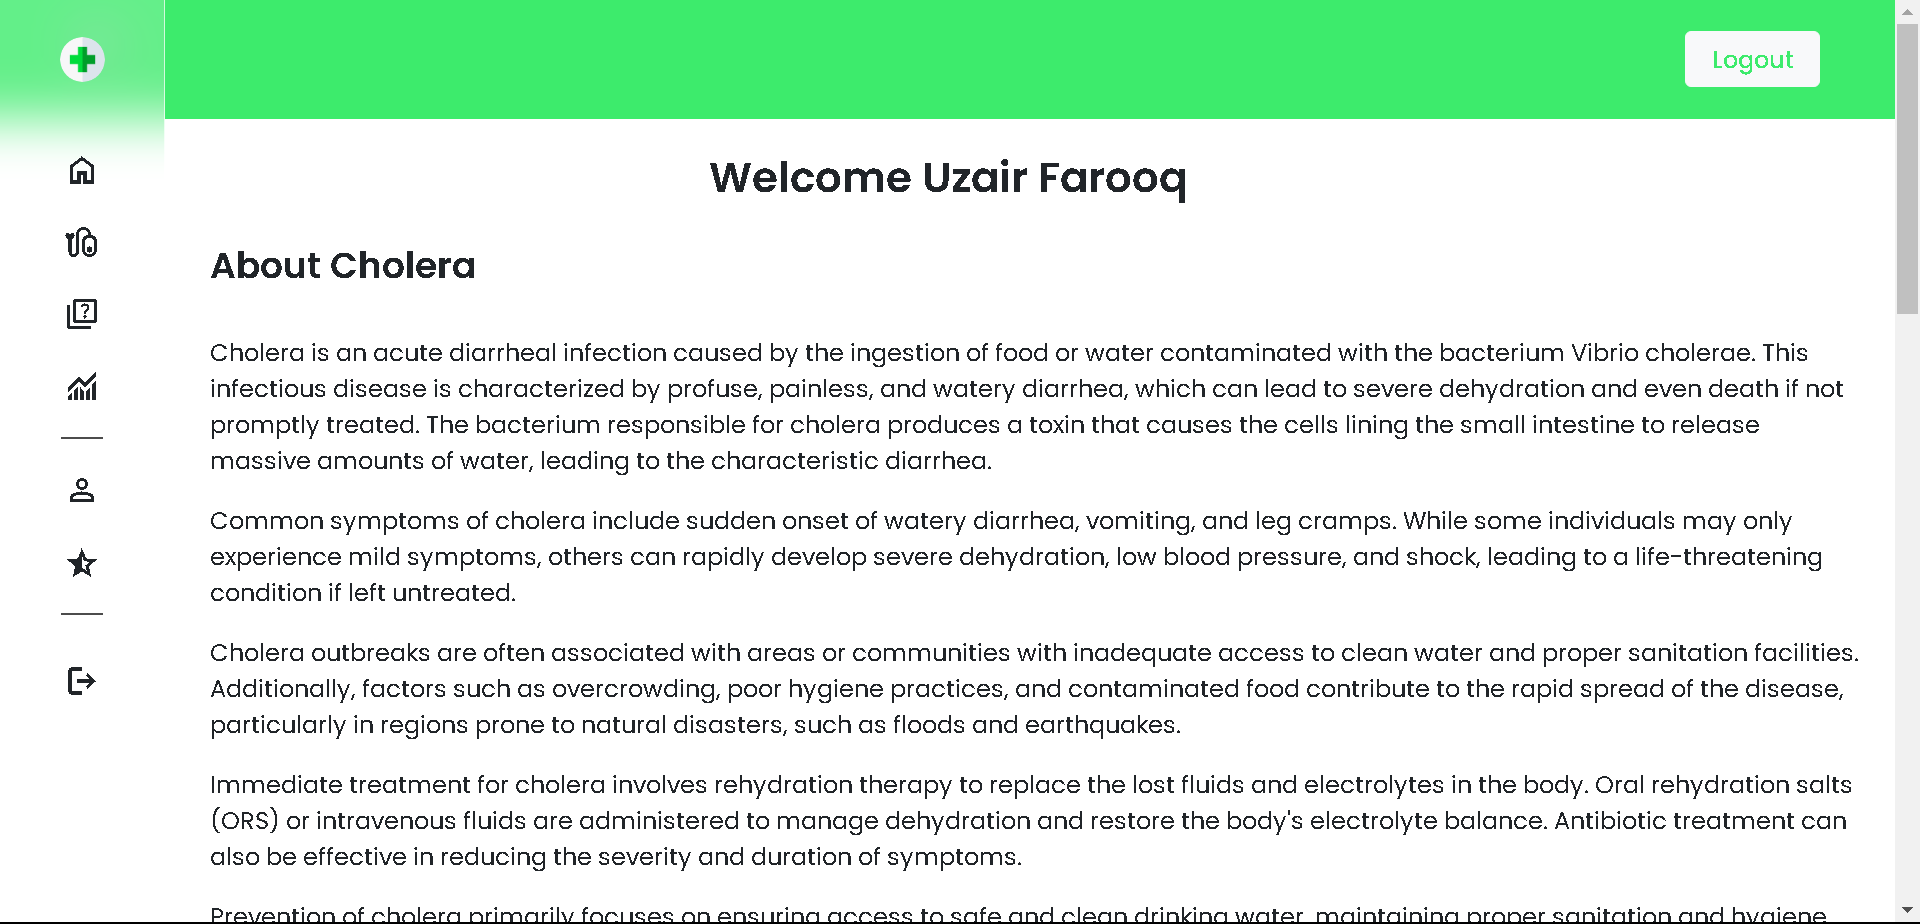 Logout
Welcome Uzair Farooq
About Cholera
Cholera is an acute diarrheal infection caused by the ingestion of food or water contaminated with the bacterium Vibrio cholerae. This
infectious disease is characterized by profuse, painless, and watery diarrhea, which can lead to severe dehydration and even death if not
promptly treated. The bacterium responsible for cholera produces a toxin that causes the cells lining the small intestine to release
massive amounts of water, leading to the characteristic diarrhea.
Common symptoms of cholera include sudden onset of watery diarrhea, vomiting, and leg cramps. While some individuals may only
experience mild symptoms, others can rapidly develop severe dehydration, low blood pressure, and shock, leading to a life-threatening
condition if left untreated.
Cholera outbreaks are often associated with areas or communities with inadequate access to clean water and proper sanitation facilities.
Additionally, factors such as overcrowding, poor hygiene practices, and contaminated food contribute to the rapid spread of the disease,
particularly in regions prone to natural disasters, such as floods and earthquakes.
Immediate treatment for cholera involves rehydration therapy to replace the lost fluids and electrolytes in the body. Oral rehydration salts
(ORS) or intravenous fluids are administered to manage dehydration and restore the body's electrolyte balance. Antibiotic treatment can
also be effective in reducing the severity and duration of symptoms.
Prevention of cholera primarily focuses on ensuring access to safe and clean drinking water, maintaining proper sanitation and hygiene